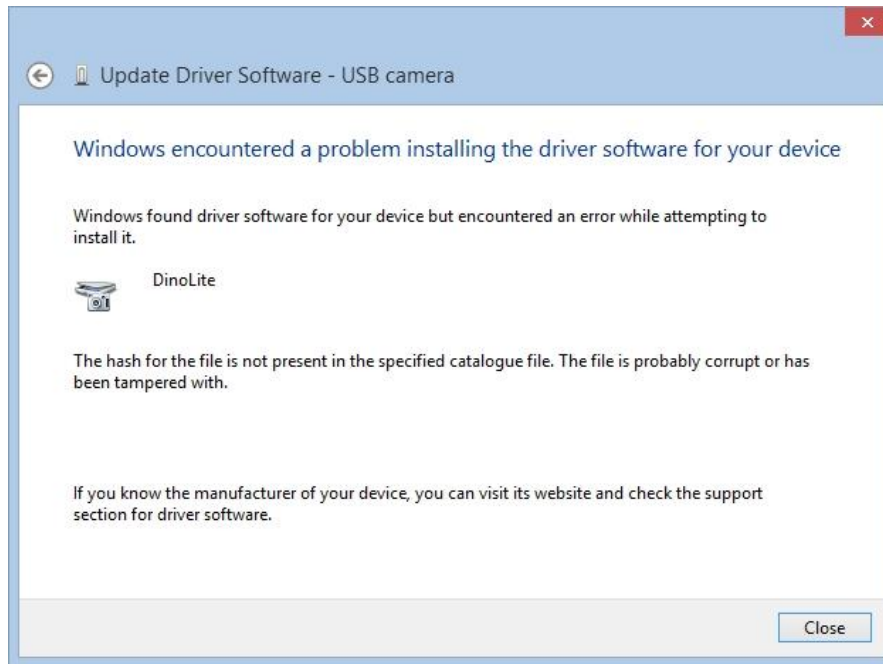 Update Driver Software - USB camera
Windows encountered a problem installing the driver software for your device
Windows found driver software for your device but encountered an error while attempting to
install it.
DinoLite
The hash for the file is not present in the specified catalogue file. The file is probably corrupt or has
been tampered with.
If you know the manufacturer of your device, you can visit its website and check the support
section for driver software.
Close